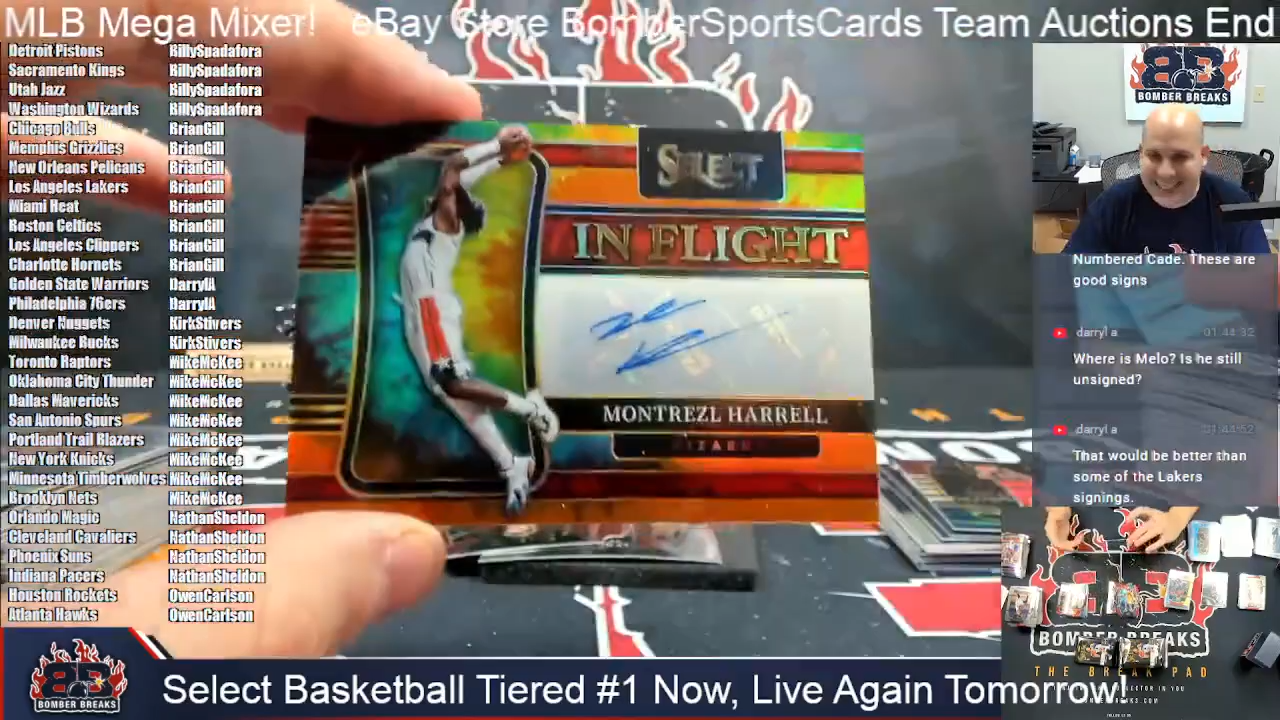 MLB Mega Mixer! eBay Store BomberSportsCards Team Auctions End
Detroit Pistons BillySpadafora
Sacramento Kings BillySpadafora
Utah Jazz BillySpadafora
Washington Wizards BillySpadafora
Chicago Bulls BrianGill
Memphis Grizzlies BrianGill
New Orleans Pelicans BrianGill
Los Angeles Lakers BrianGill
Miami Heat BrianGill
Boston Celtics BrianGill
Los Angeles Clippers BrianGill
Charlotte Hornets BrianGill
Golden State Warriors DarrylA
Philadelphia 76ers DarrylA
Denver Nuggets KirkStivers
Milwaukee Bucks KirkStivers
Toronto Raptors MikeMcKee
Oklahoma City Thunder MikeMcKee
Dallas Mavericks MikeMcKee
San Antonio Spurs MikeMcKee
Portland Trail Blazers MikeMcKee
New York Knicks MikeMcKee
Minnesota Timberwolves MikeMcKee
Brooklyn Nets MikeMcKee
Orlando Magic NathanSheldon
Cleveland Cavaliers NathanSheldon
Phoenix Suns NathanSheldon
Indiana Pacers NathanSheldon
Houston Rockets OwenCarlson
Atlanta Hawks OwenCarlson
SELECT
IN FLIGHT
MONTREZL HARRELL
BOMBER BREAKS
Numbered Cade. These are
good signs
darryl a 01:44:32
Where is Melo? Is he still
unsigned?
darryl a 01:44:52
That would be better than
some of the Lakers
signings.
BOMBER BREAKS
THE BREAK PAD
BOMBER BREAKS
Select Basketball Tiered #1 Now, Live Again Tomorrow!